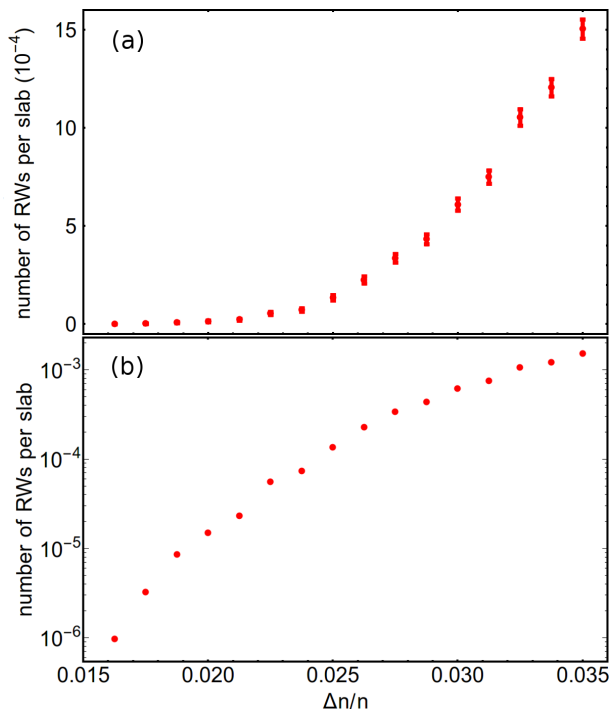 (a)
number of RWs per slab (10⁻⁴)
15
10
5
0
(b)
number of RWs per slab
10⁻³
10⁻⁴
10⁻⁵
10⁻⁶
0.015 0.020 0.025 0.030 0.035
Δn/n